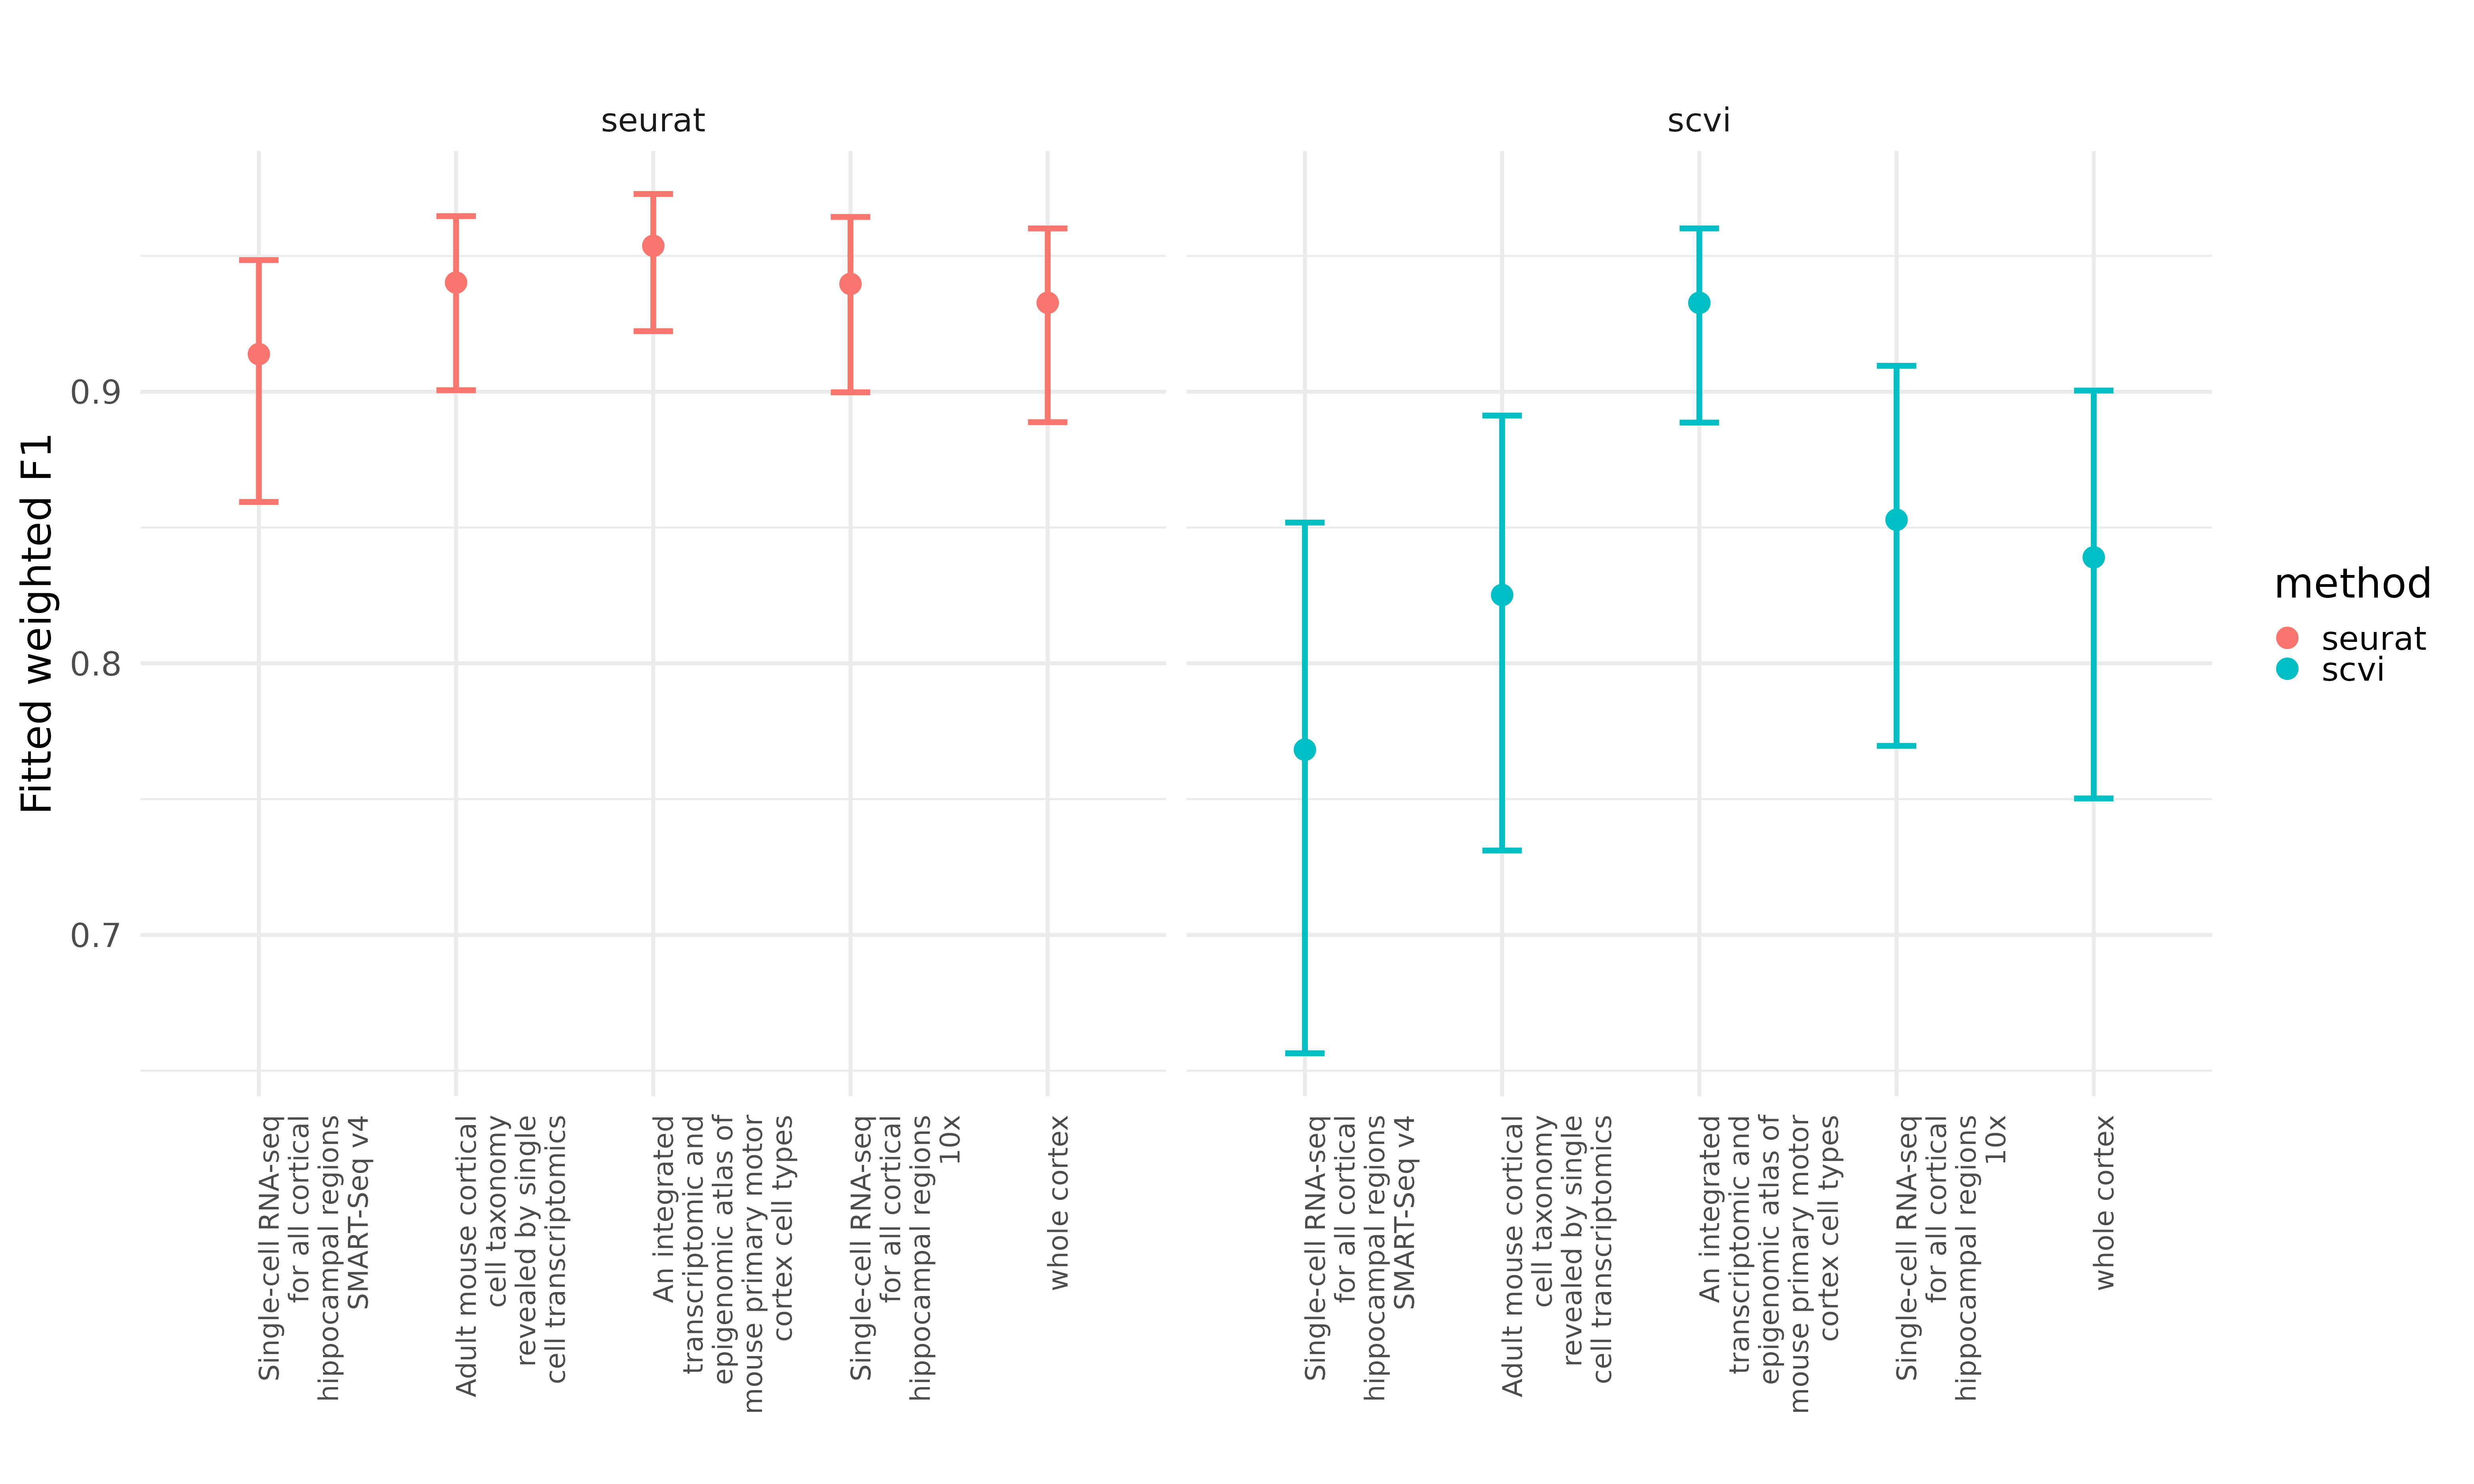 seurat
scvi
Fitted weighted F1
0.9
0.8
0.7
Single-cell RNA-seq
for all cortical
hippocampal regions
SMART-Seq v4
Adult mouse cortical
cell taxonomy
revealed by single
cell transcriptomics
An integrated
transcriptomic and
epigenomic atlas of
mouse primary motor
cortex cell types
Single-cell RNA-seq
for all cortical
hippocampal regions
10x
whole cortex
Single-cell RNA-seq
for all cortical
hippocampal regions
SMART-Seq v4
Adult mouse cortical
cell taxonomy
revealed by single
cell transcriptomics
An integrated
transcriptomic and
epigenomic atlas of
mouse primary motor
cortex cell types
Single-cell RNA-seq
for all cortical
hippocampal regions
10x
whole cortex
method
seurat
scvi